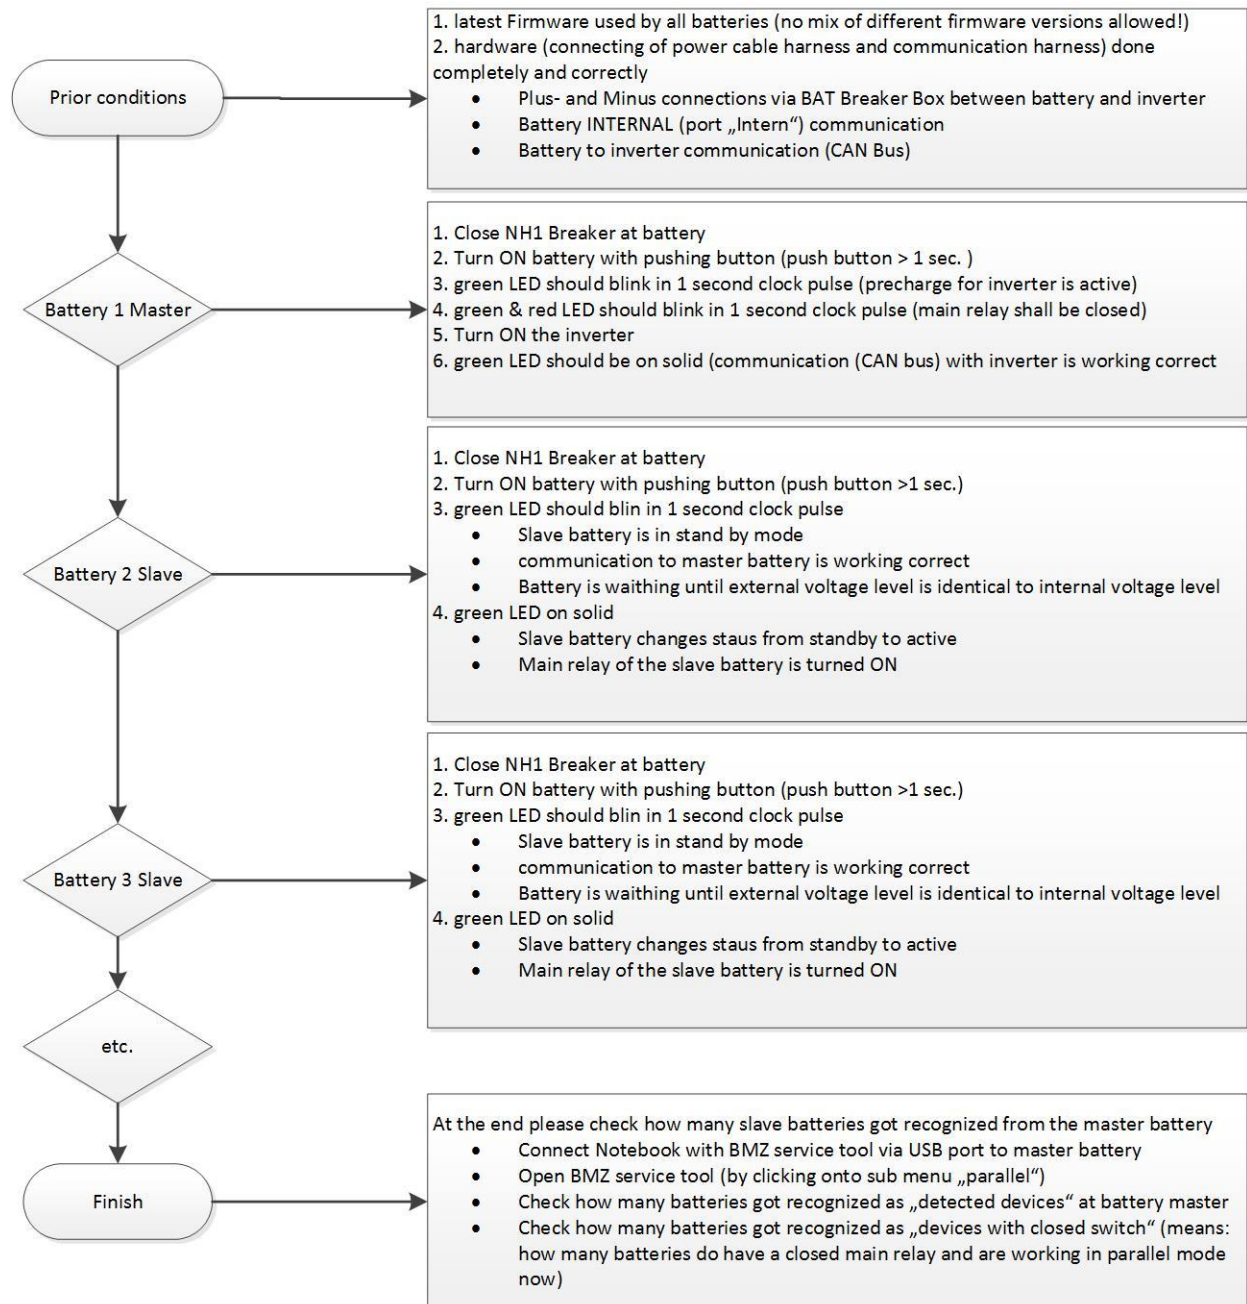 Prior conditions
1. latest Firmware used by all batteries (no mix of different firmware versions allowed!)
2. hardware (connecting of power cable harness and communication harness) done
completely and correctly
• Plus- and Minus connections via BAT Breaker Box between battery and inverter
• Battery INTERNAL (port „Intern“) communication
• Battery to inverter communication (CAN Bus)
Battery 1 Master
1. Close NH1 Breaker at battery
2. Turn ON battery with pushing button (push button > 1 sec. )
3. green LED should blink in 1 second clock pulse (precharge for inverter is active)
4. green & red LED should blink in 1 second clock pulse (main relay shall be closed)
5. Turn ON the inverter
6. green LED should be on solid (communication (CAN bus) with inverter is working correct
Battery 2 Slave
1. Close NH1 Breaker at battery
2. Turn ON battery with pushing button (push button >1 sec.)
3. green LED should blin in 1 second clock pulse
• Slave battery is in stand by mode
• communication to master battery is working correct
• Battery is waithing until external voltage level is identical to internal voltage level
4. green LED on solid
• Slave battery changes staus from standby to active
• Main relay of the slave battery is turned ON
Battery 3 Slave
1. Close NH1 Breaker at battery
2. Turn ON battery with pushing button (push button >1 sec.)
3. green LED should blin in 1 second clock pulse
• Slave battery is in stand by mode
• communication to master battery is working correct
• Battery is waithing until external voltage level is identical to internal voltage level
4. green LED on solid
• Slave battery changes staus from standby to active
• Main relay of the slave battery is turned ON
etc.
Finish
At the end please check how many slave batteries got recognized from the master battery
• Connect Notebook with BMZ service tool via USB port to master battery
• Open BMZ service tool (by clicking onto sub menu „parallel“)
• Check how many batteries got recognized as „detected devices“ at battery master
• Check how many batteries got recognized as „devices with closed switch“ (means:
how many batteries do have a closed main relay and are working in parallel mode
now)